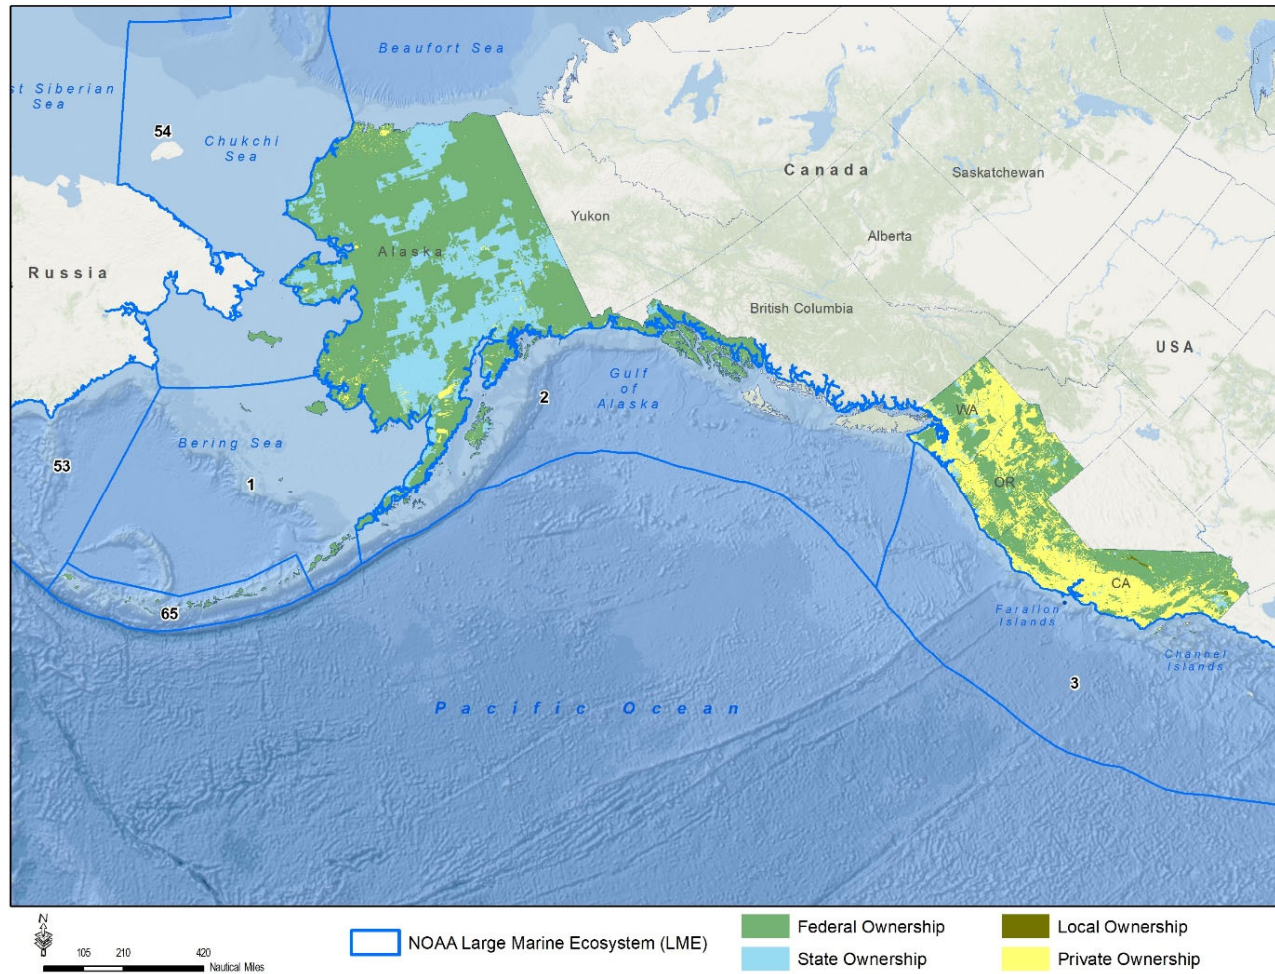 Beaufort Sea
st Siberian
Sea
54
Chukchi
Sea
Canada
Saskatchewan
Yukon
Alberta
Alaska
Russia
British Columbia
USA
Gulf
of
Alaska
2
WA
Bering Sea
53
1
OR
CA
65
Farallon
Islands
Channel
Islands
3
Pacific Ocean
N
105 210 420
Nautical Miles
NOAA Large Marine Ecosystem (LME)
Federal Ownership
State Ownership
Local Ownership
Private Ownership